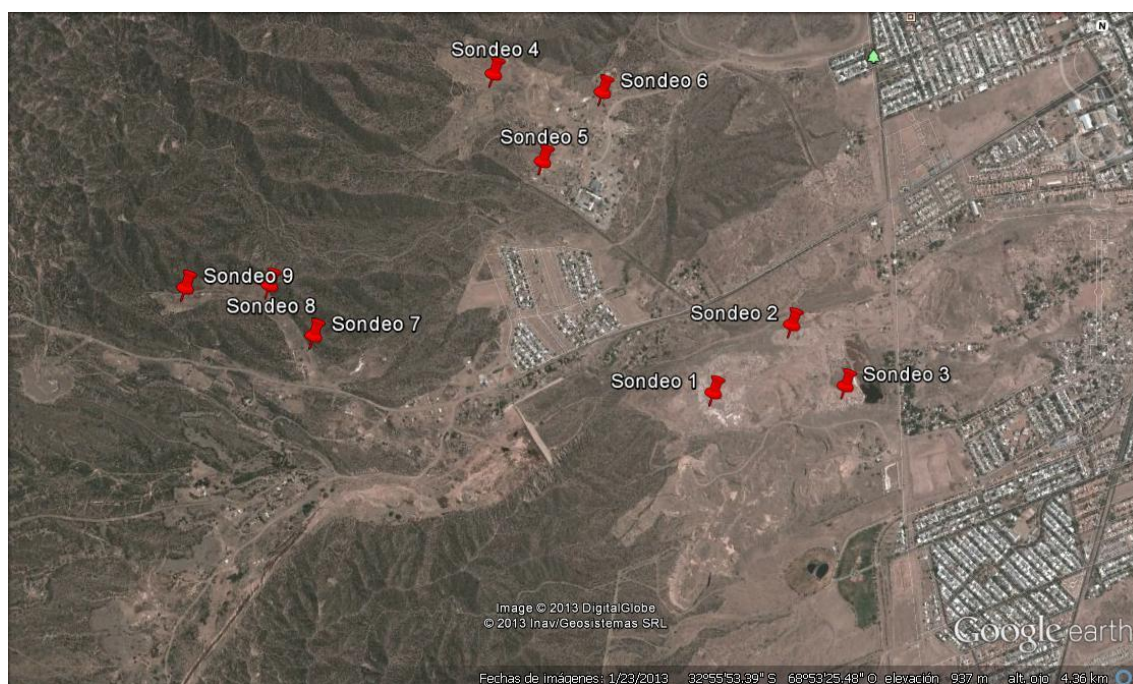 N
Sondeo 4
Sondeo 6
Sondeo 5
Sondeo 9
Sondeo 8
Sondeo 7
Sondeo 2
Sondeo 1
Sondeo 3
Image © 2013 DigitalGlobe
© 2013 Inav/Geosistemas SRL
Google earth
Fechas de imágenes: 1/23/2013 32°55'53.39" S 68°53'25.48" O elevación 937 m alt. ojo 4.36 km